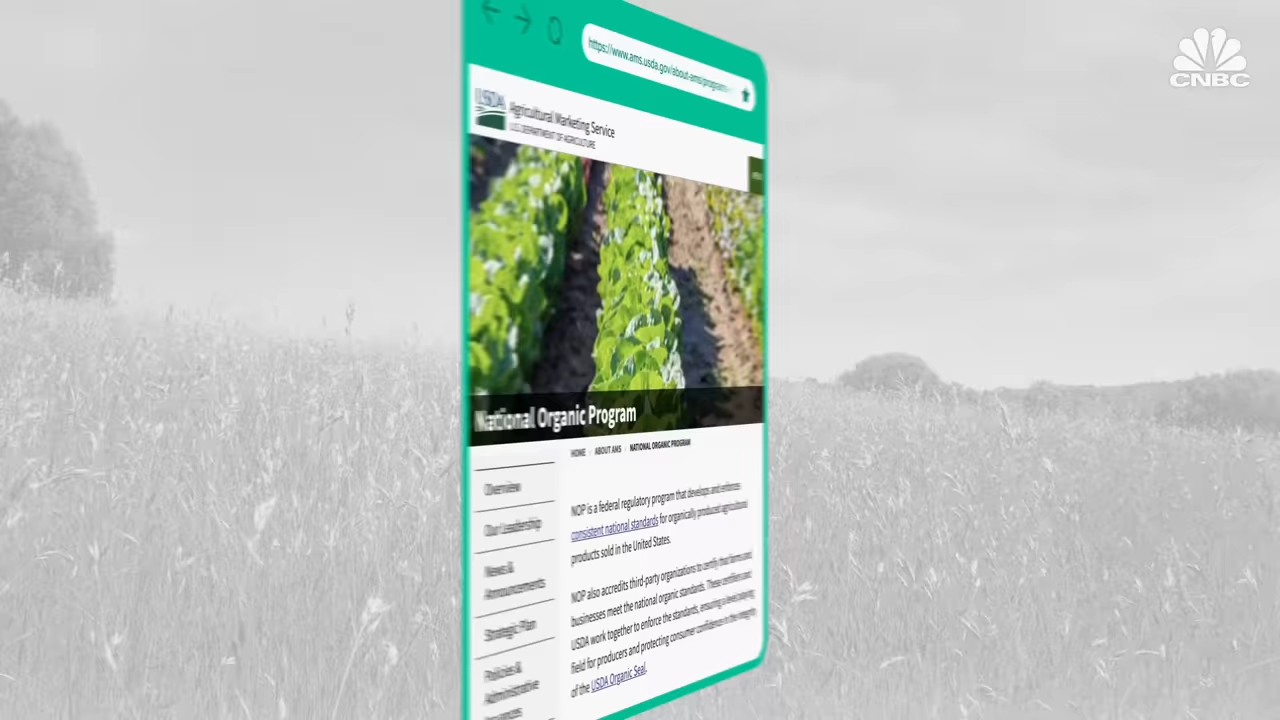 https://www.ams.usda.gov/about-ams/program
CNBC
USDA
Agricultural Marketing Service
U.S. DEPARTMENT OF AGRICULTURE
National Organic Program
HOME ABOUT AMS NATIONAL ORGANIC PROGRAM
Overview
Our Leadership
News &
Announcements
Strategic Plan
Policies &
Administrative
NOP is a federal regulatory program that develops and enforces
consistent national standards for organically produced agricultural
products sold in the United States.
NOP also accredits third-party organizations to certify that farms and
businesses meet the national organic standards. These certifiers and
USDA work together to enforce the standards, ensuring a level playing
field for producers and protecting consumer confidence in the integrity
of the USDA Organic Seal.